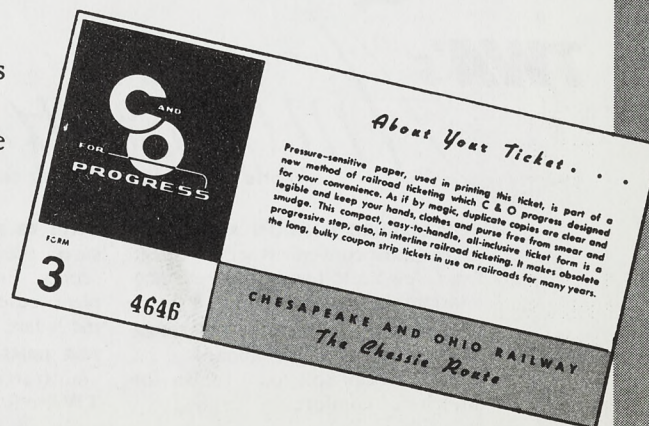 s
e
C AND
O
FOR
PROGRESS
FORM
3
4646
About Your Ticket . . .
Pressure-sensitive paper, used in printing this ticket, is part of a
new method of railroad ticketing which C & O progress designed
for your convenience. As if by magic, duplicate copies are clear and
legible and keep your hands, clothes and purse free from smear and
smudge. This compact, easy-to-handle, all-inclusive ticket form is a
progressive step, also, in interline railroad ticketing. It makes obsolete
the long, bulky coupon strip tickets in use on railroads for many years.
CHESAPEAKE AND OHIO RAILWAY
The Chessie Route